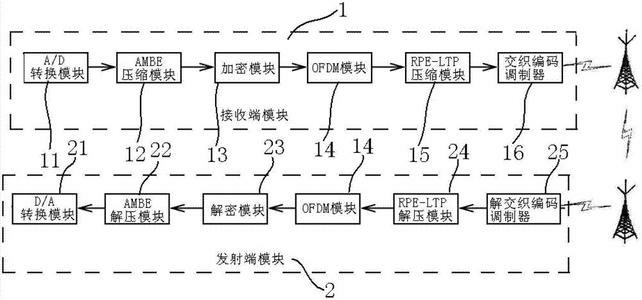 1
A/D
转换模块
AMBE
压缩模块
加密模块
OFDM模块
RPE-LTP
压缩模块
交织编码
调制器
接收端模块
11
12
13
14
15
16
21
22
23
14
24
25
D/A
转换模块
AMBE
解压模块
解密模块
OFDM模块
RPE-LTP
解压模块
解交织编码
调制器
发射端模块
2